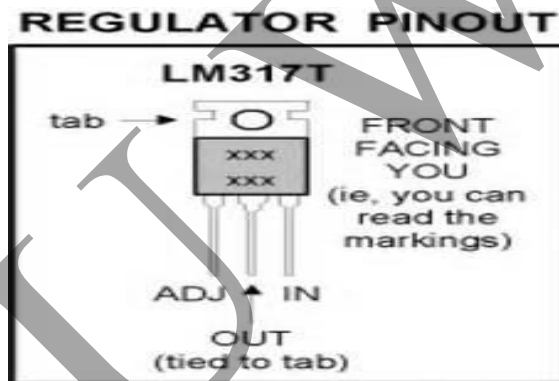 REGULATOR PINOUT
LM317T
tab
FRONT
FACING
YOU
(ie, you can
read the
markings)
xxx
xxx
ADJ IN
OUT
(tied to tab)